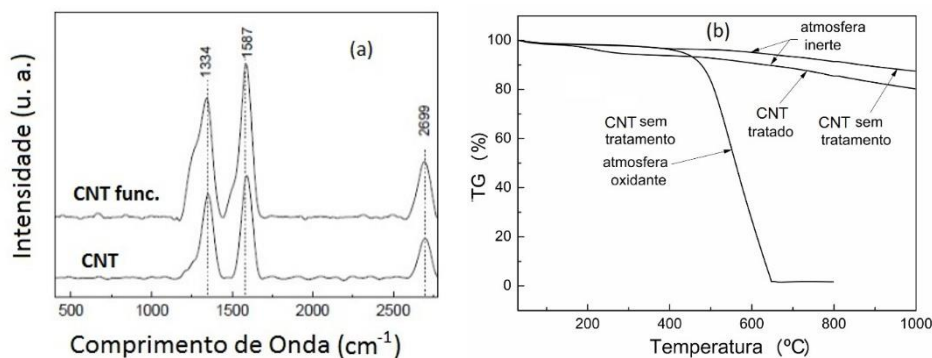 (a)
1334
1587
2699
CNT func.
CNT
Intensidade (u. a.)
500
1000
1500
2000
2500
Comprimento de Onda (cm⁻¹)
(b)
atmosfera
inerte
CNT
tratado
CNT sem
tratamento
CNT sem
tratamento
atmosfera
oxidante
TG (%)
100
80
60
40
20
0
200
400
600
800
1000
Temperatura (ºC)